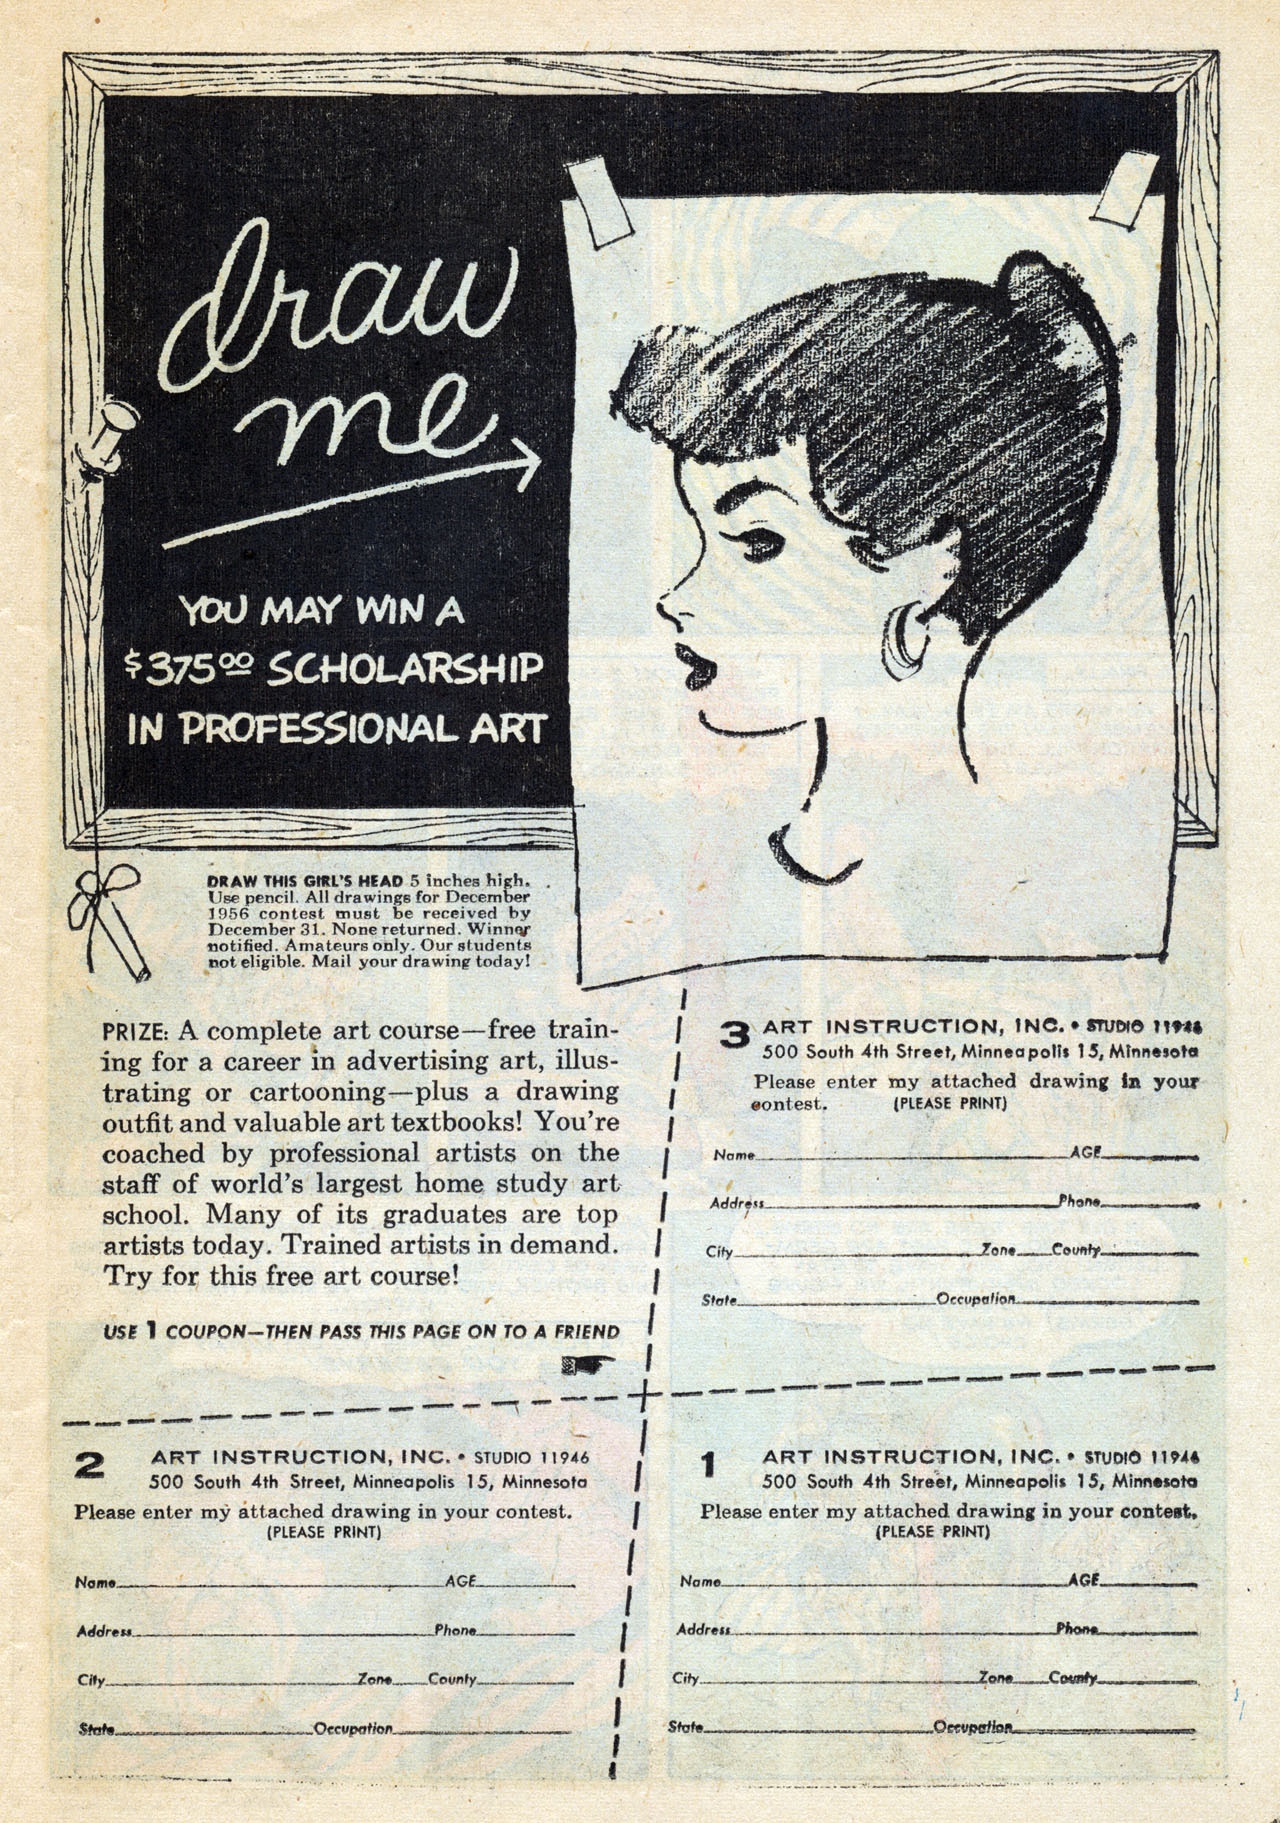 draw
me
YOU MAY WIN A
$375.00 SCHOLARSHIP
IN PROFESSIONAL ART
DRAW THIS GIRL'S HEAD 5 inches high.
Use pencil. All drawings for December
1956 contest must be received by
December 31. None returned. Winner
notified. Amateurs only. Our students
not eligible. Mail your drawing today!
PRIZE: A complete art course—free train-
ing for a career in advertising art, illus-
trating or cartooning—plus a drawing
outfit and valuable art textbooks! You're
coached by professional artists on the
staff of world's largest home study art
school. Many of its graduates are top
artists today. Trained artists in demand.
Try for this free art course!
USE 1 COUPON—THEN PASS THIS PAGE ON TO A FRIEND
3 ART INSTRUCTION, INC. • STUDIO 11946
500 South 4th Street, Minneapolis 15, Minnesota
Please enter my attached drawing in your
contest. (PLEASE PRINT)
Name AGE
Address Phone
City Zone County
State Occupation
2 ART INSTRUCTION, INC. • STUDIO 11946
500 South 4th Street, Minneapolis 15, Minnesota
Please enter my attached drawing in your contest.
(PLEASE PRINT)
Name AGE
Address Phone
City Zone County
State Occupation
1 ART INSTRUCTION, INC. • STUDIO 11946
500 South 4th Street, Minneapolis 15, Minnesota
Please enter my attached drawing in your contest.
(PLEASE PRINT)
Name AGE
Address Phone
City Zone County
State Occupation